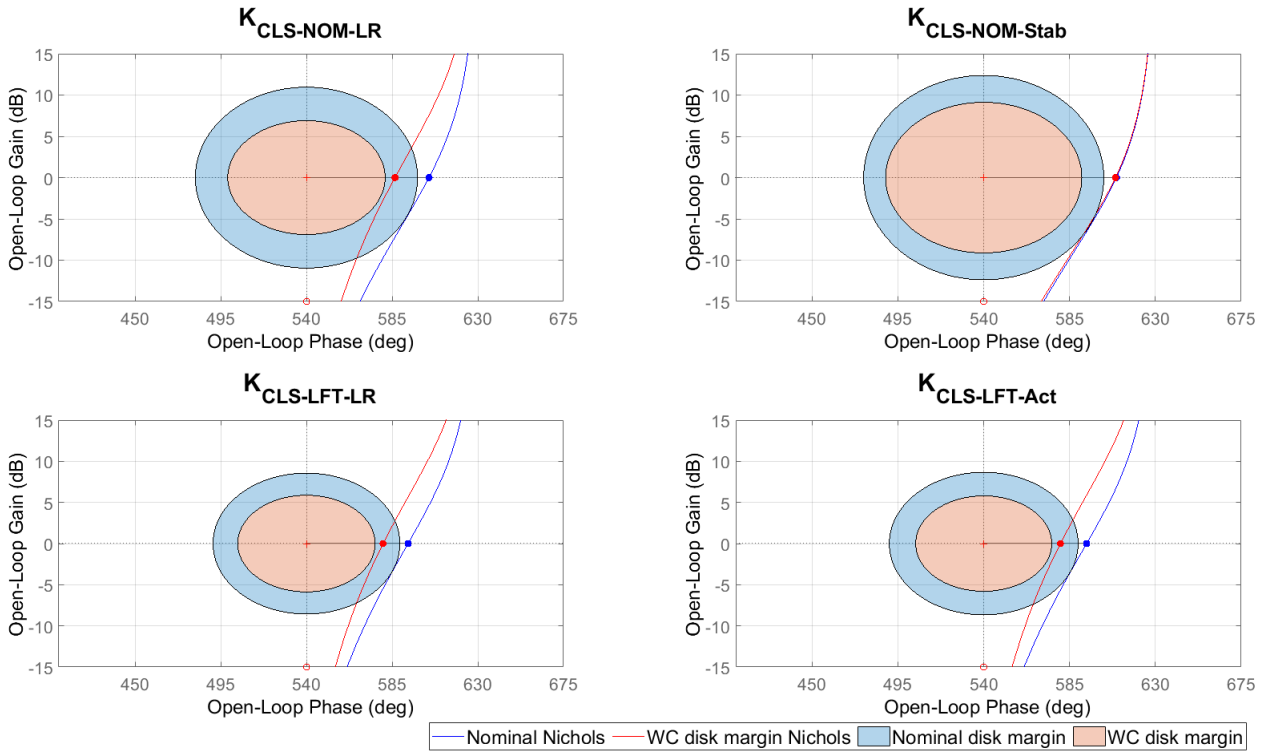 K CLS-NOM-LR
15
10
5
0
-5
-10
-15
Open-Loop Gain (dB)
450 495 540 585 630 675
Open-Loop Phase (deg)
K CLS-NOM-Stab
15
10
5
0
-5
-10
-15
Open-Loop Gain (dB)
450 495 540 585 630 675
Open-Loop Phase (deg)
K CLS-LFT-LR
15
10
5
0
-5
-10
-15
Open-Loop Gain (dB)
450 495 540 585 630 675
Open-Loop Phase (deg)
K CLS-LFT-Act
15
10
5
0
-5
-10
-15
Open-Loop Gain (dB)
450 495 540 585 630 675
Open-Loop Phase (deg)
Nominal Nichols WC disk margin Nichols Nominal disk margin WC disk margin